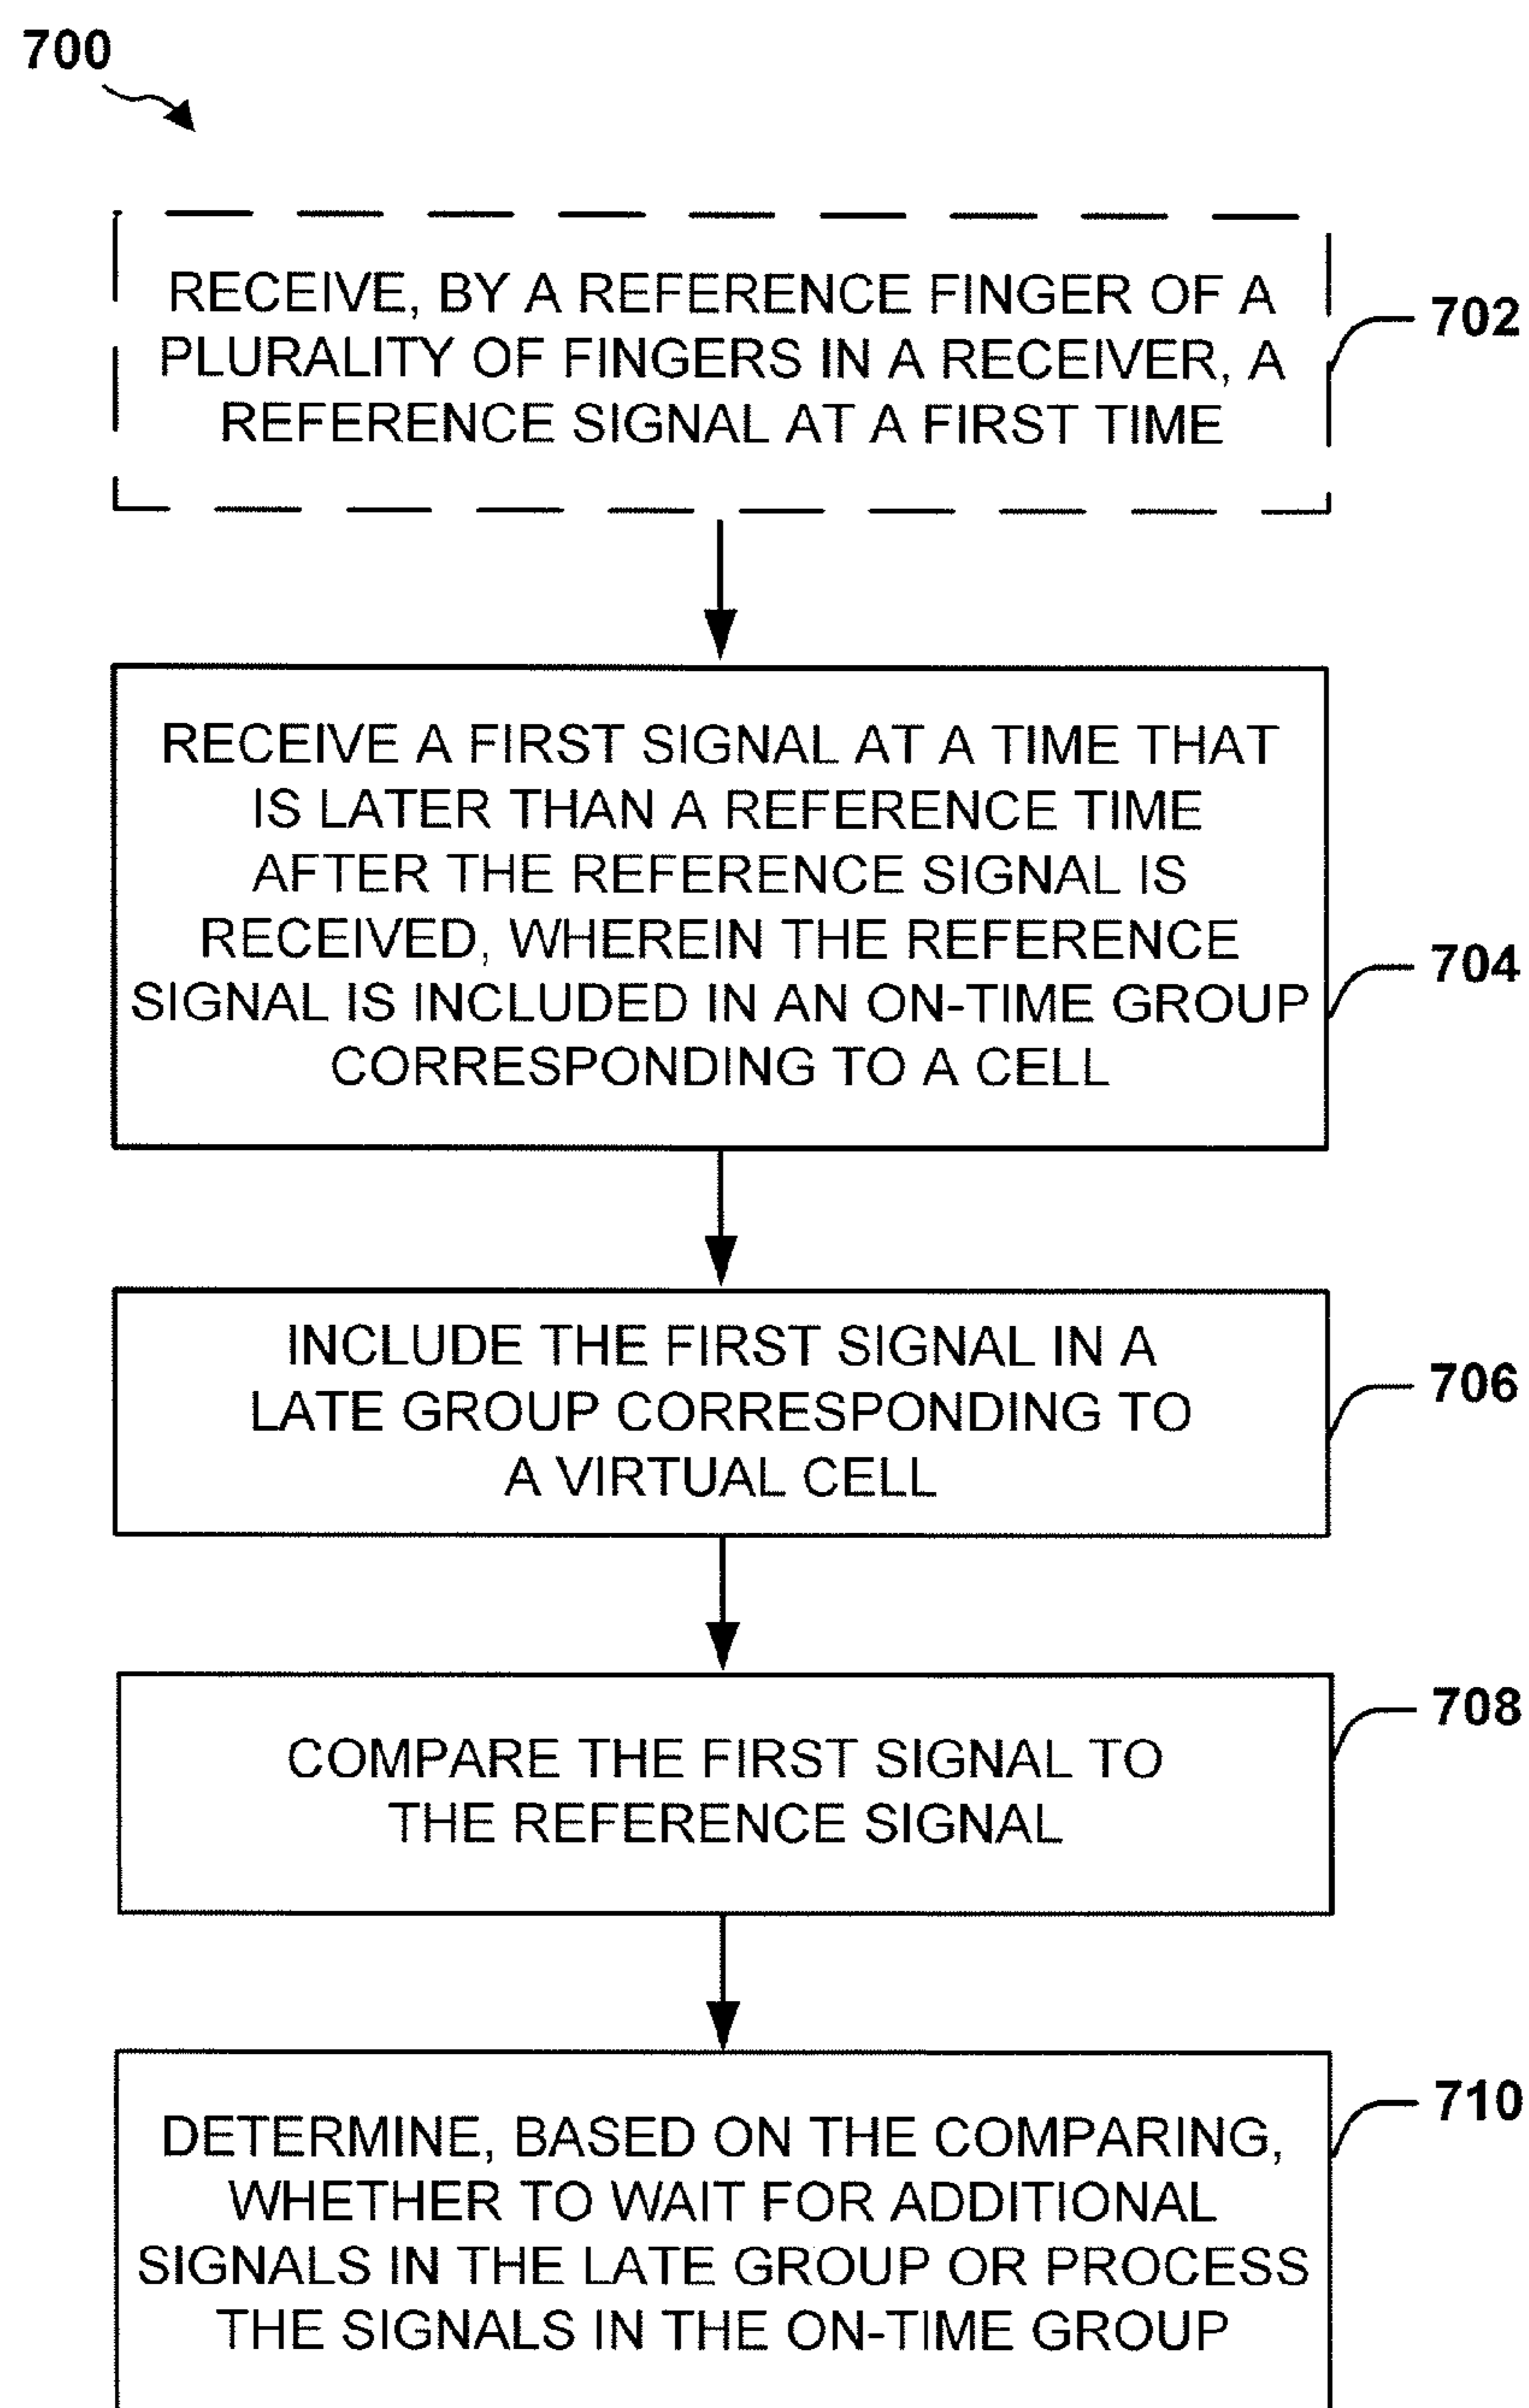 700
RECEIVE, BY A REFERENCE FINGER OF A
PLURALITY OF FINGERS IN A RECEIVER, A
REFERENCE SIGNAL AT A FIRST TIME
702
RECEIVE A FIRST SIGNAL AT A TIME THAT
IS LATER THAN A REFERENCE TIME
AFTER THE REFERENCE SIGNAL IS
RECEIVED, WHEREIN THE REFERENCE
SIGNAL IS INCLUDED IN AN ON-TIME GROUP
CORRESPONDING TO A CELL
704
INCLUDE THE FIRST SIGNAL IN A
LATE GROUP CORRESPONDING TO
A VIRTUAL CELL
706
COMPARE THE FIRST SIGNAL TO
THE REFERENCE SIGNAL
708
DETERMINE, BASED ON THE COMPARING,
WHETHER TO WAIT FOR ADDITIONAL
SIGNALS IN THE LATE GROUP OR PROCESS
THE SIGNALS IN THE ON-TIME GROUP
710